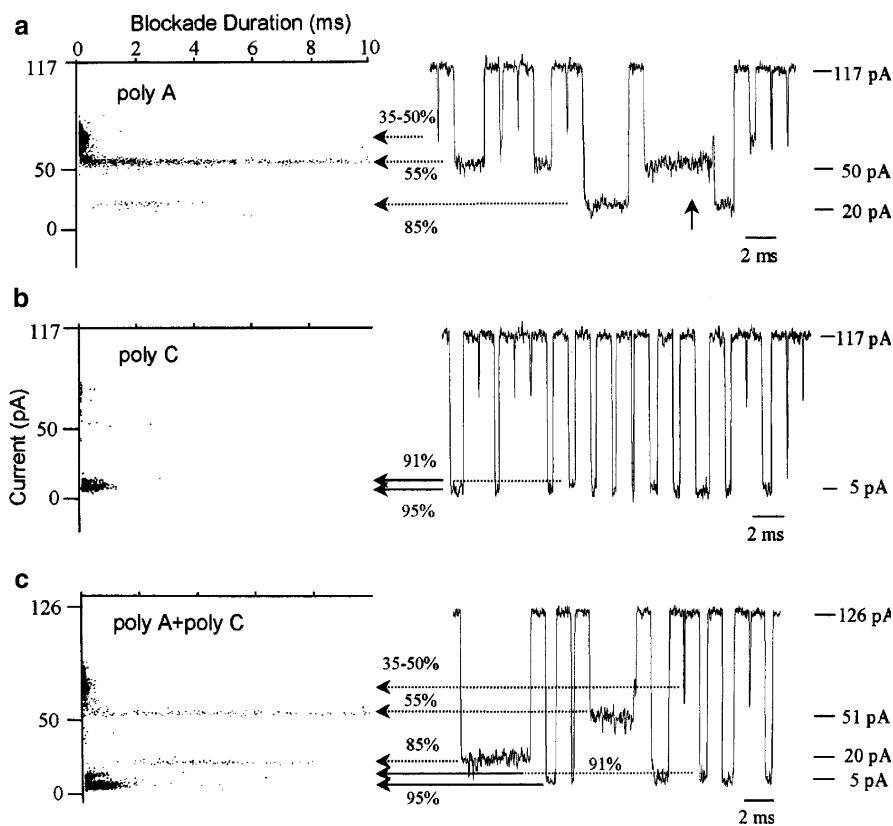 a
Blockade Duration (ms)
0 2 4 6 8 10
117
50
0
poly A
35-50%
55%
85%
117 pA
50 pA
20 pA
2 ms
b
117
50
0
Current (pA)
poly C
91%
95%
117 pA
5 pA
2 ms
c
126
50
0
poly A+poly C
35-50%
55%
85%
91%
95%
126 pA
51 pA
20 pA
5 pA
2 ms